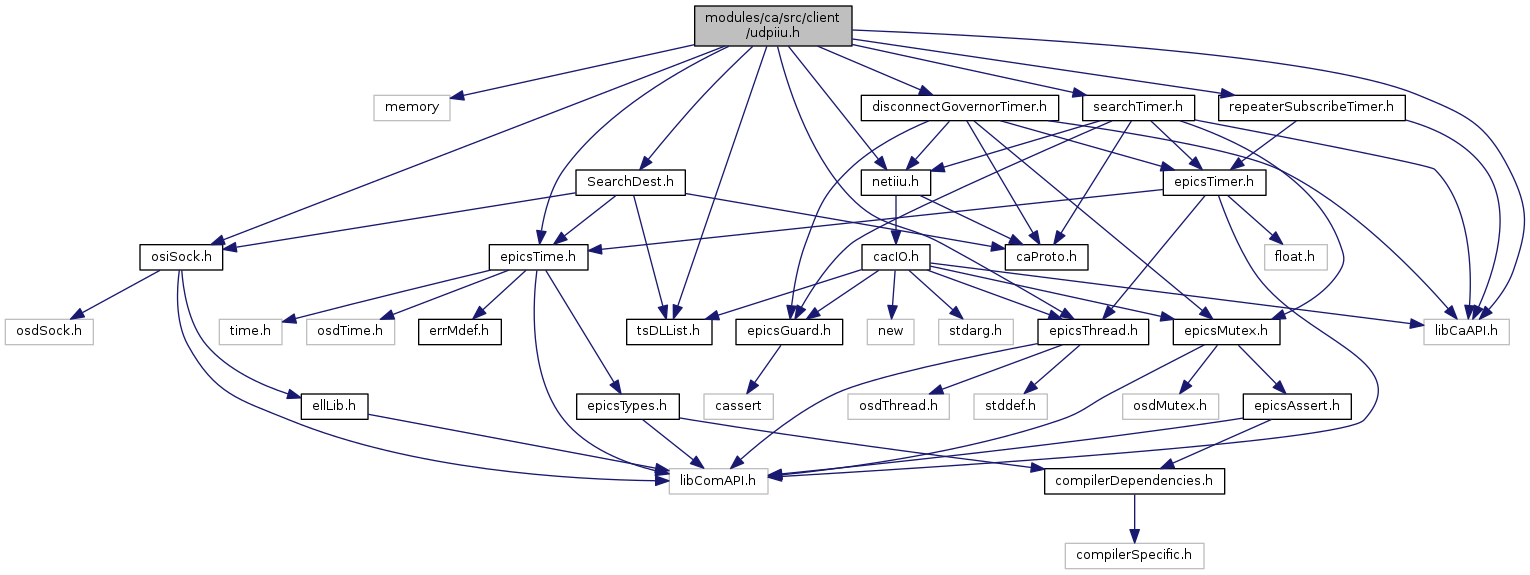 modules/ca/src/client
/udpiiu.h
memory
disconnectGovernorTimer.h
searchTimer.h
repeaterSubscribeTimer.h
SearchDest.h
netiiu.h
epicsTimer.h
osiSock.h
epicsTime.h
cacIO.h
caProto.h
float.h
osdSock.h
time.h
osdTime.h
errMdef.h
tsDLList.h
epicsGuard.h
new
stdarg.h
epicsThread.h
epicsMutex.h
libCaAPI.h
ellLib.h
epicsTypes.h
cassert
osdThread.h
stddef.h
osdMutex.h
epicsAssert.h
libComAPI.h
compilerDependencies.h
compilerSpecific.h